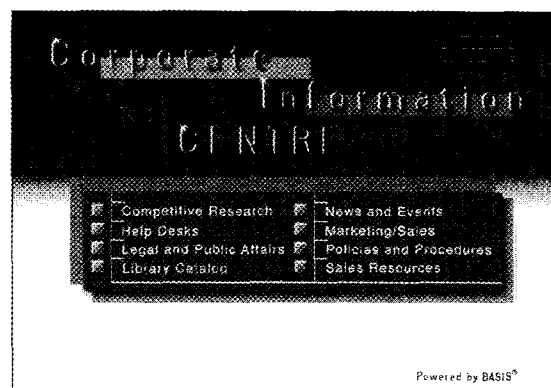 Corporate
Information
CENTRE
Competitive Research
Help Desks
Legal and Public Affairs
Library Catalog
News and Events
Marketing/Sales
Policies and Procedures
Sales Resources
Powered by BASIS®